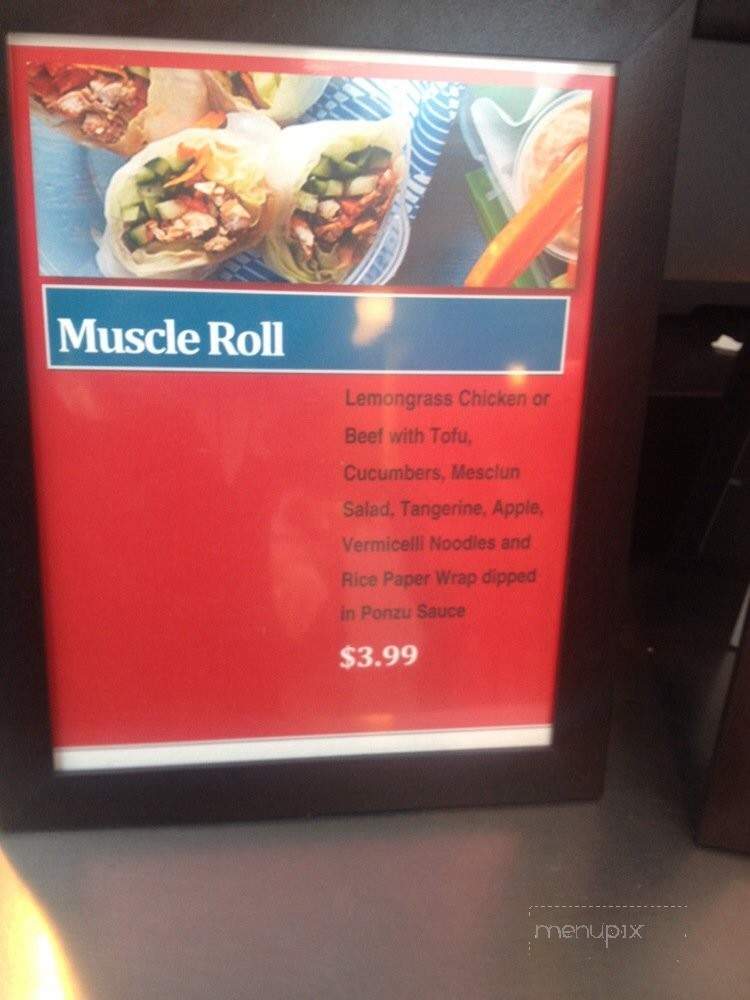 Muscle Roll
Lemongrass Chicken or
Beef with Tofu,
Cucumbers, Mesclun
Salad, Tangerine, Apple,
Vermicelli Noodles and
Rice Paper Wrap dipped
in Ponzu Sauce
$3.99
menupix